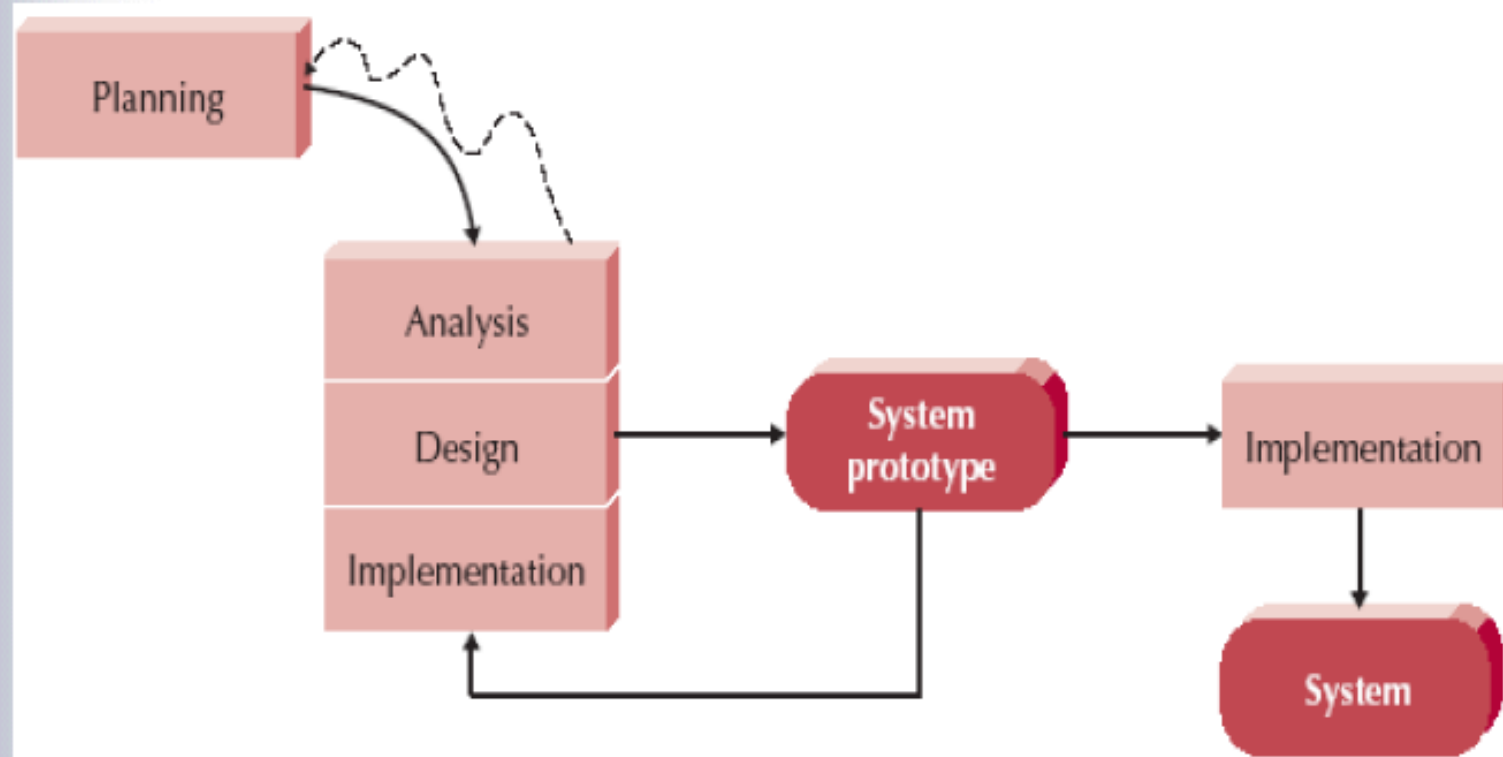 Planning
Analysis
Design
Implementation
System
prototype
Implementation
System